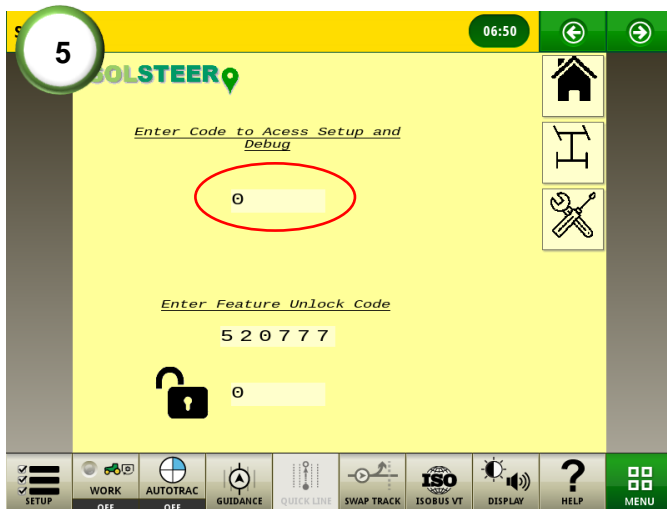 S
06:50
5
SOLSTEER
Enter Code to Acess Setup and
Debug
0
Enter Feature Unlock Code
520777
0
SETUP
WORK
OFF
AUTOTRAC
OFF
GUIDANCE
QUICK LINE
SWAP TRACK
ISO
ISOBUS VT
DISPLAY
?
HELP
MENU